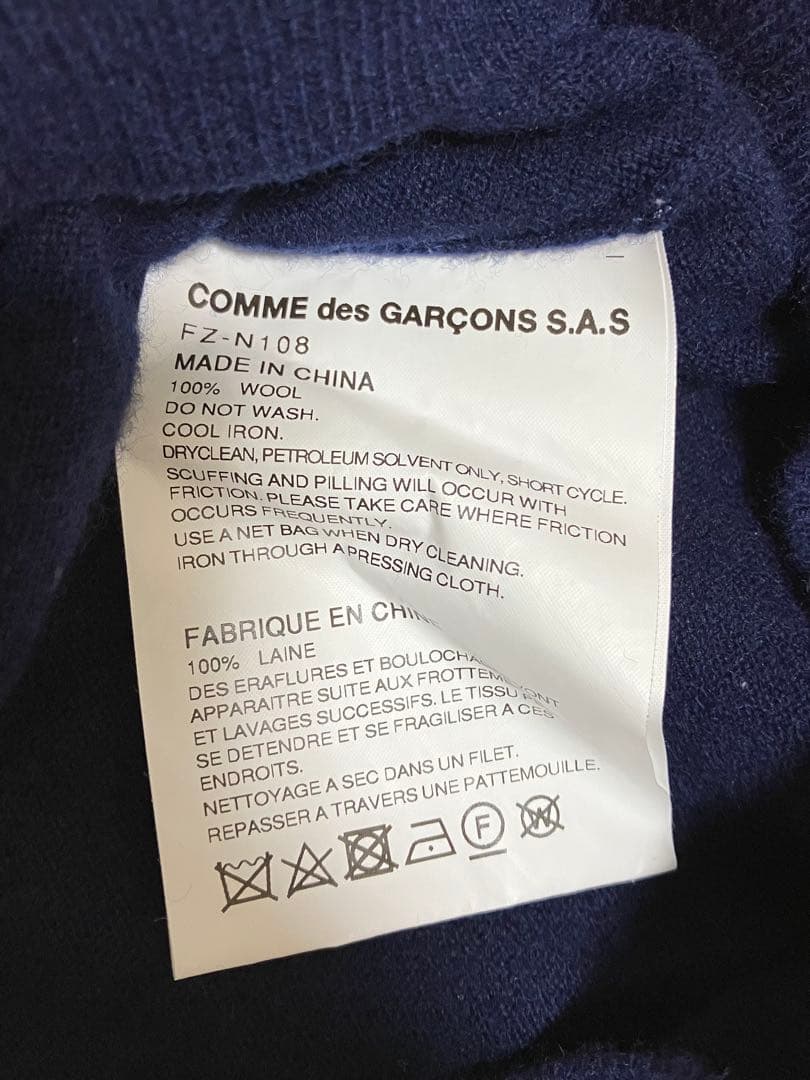 COMME des GARÇONS S.A.S
FZ-N108
MADE IN CHINA
100% WOOL
DO NOT WASH.
COOL IRON.
DRYCLEAN, PETROLEUM SOLVENT ONLY, SHORT CYCLE.
SCUFFING AND PILLING WILL OCCUR WITH
FRICTION. PLEASE TAKE CARE WHERE FRICTION
OCCURS FREQUENTLY.
USE A NET BAG WHEN DRY CLEANING.
IRON THROUGH A PRESSING CLOTH.
FABRIQUE EN CHINE
100% LAINE
DES ERAFLURES ET
APPARAITRE SUITE AUX
ET LAVAGES SUCCESSIFS. LE TISSU
SE DETENDRE ET SE FRAGILISER A CES
ENDROITS.
NETTOYAGE A SEC DANS UN FILET.
REPASSER A TRAVERS UNE PATTEMOUILLE.
F
W